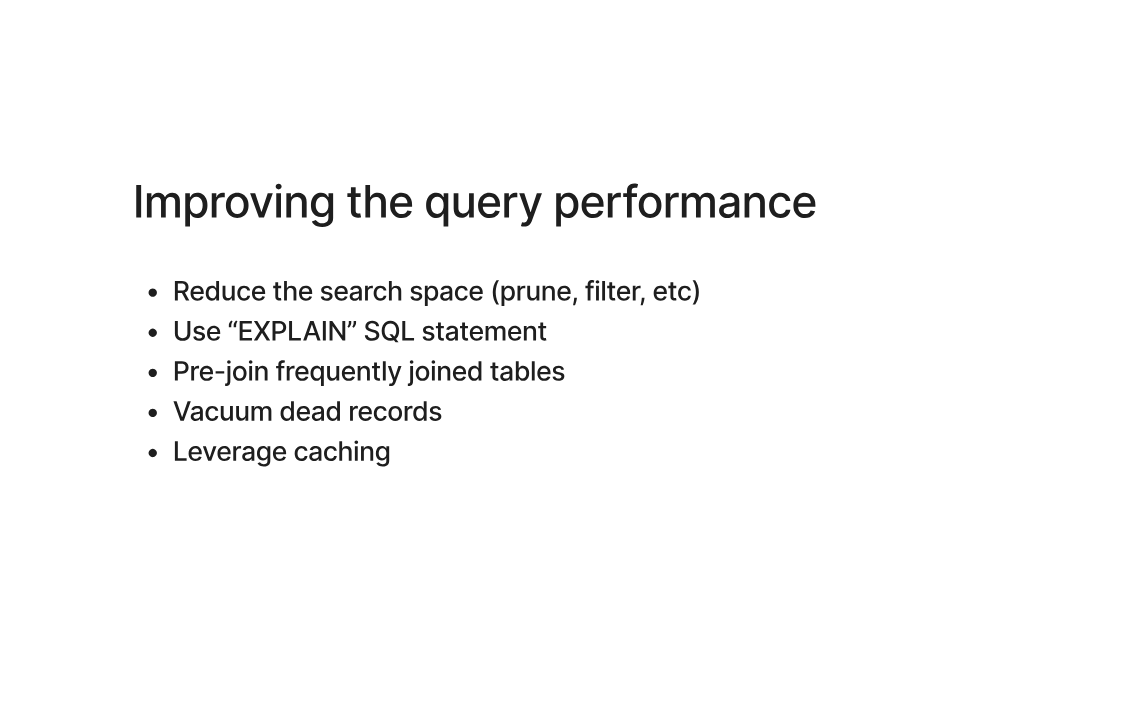 Improving the query performance
• Reduce the search space (prune, filter, etc)
• Use “EXPLAIN” SQL statement
• Pre-join frequently joined tables
• Vacuum dead records
• Leverage caching